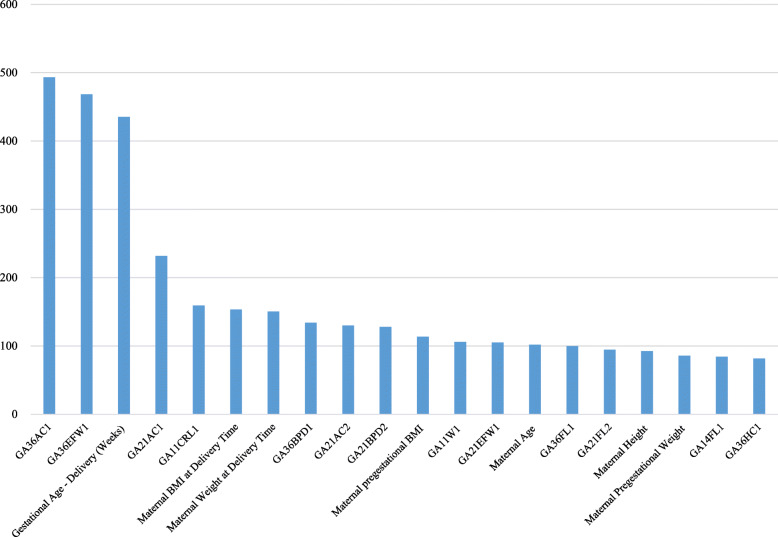 600
500
400
300
200
100
0
GA36AC1
GA36EFW1
Gestational Age - Delivery (Weeks)
GA21AC1
GA11CRL1
Maternal BMI at Delivery Time
Maternal Weight at Delivery Time
GA36BPD1
GA21AC2
GA21BPD2
Maternal pregestational BMI
GA11W1
GA21EFW1
Maternal Age
GA36FL1
GA21FL2
Maternal Height
Maternal Pregestational Weight
GA14FL1
GA36HC1